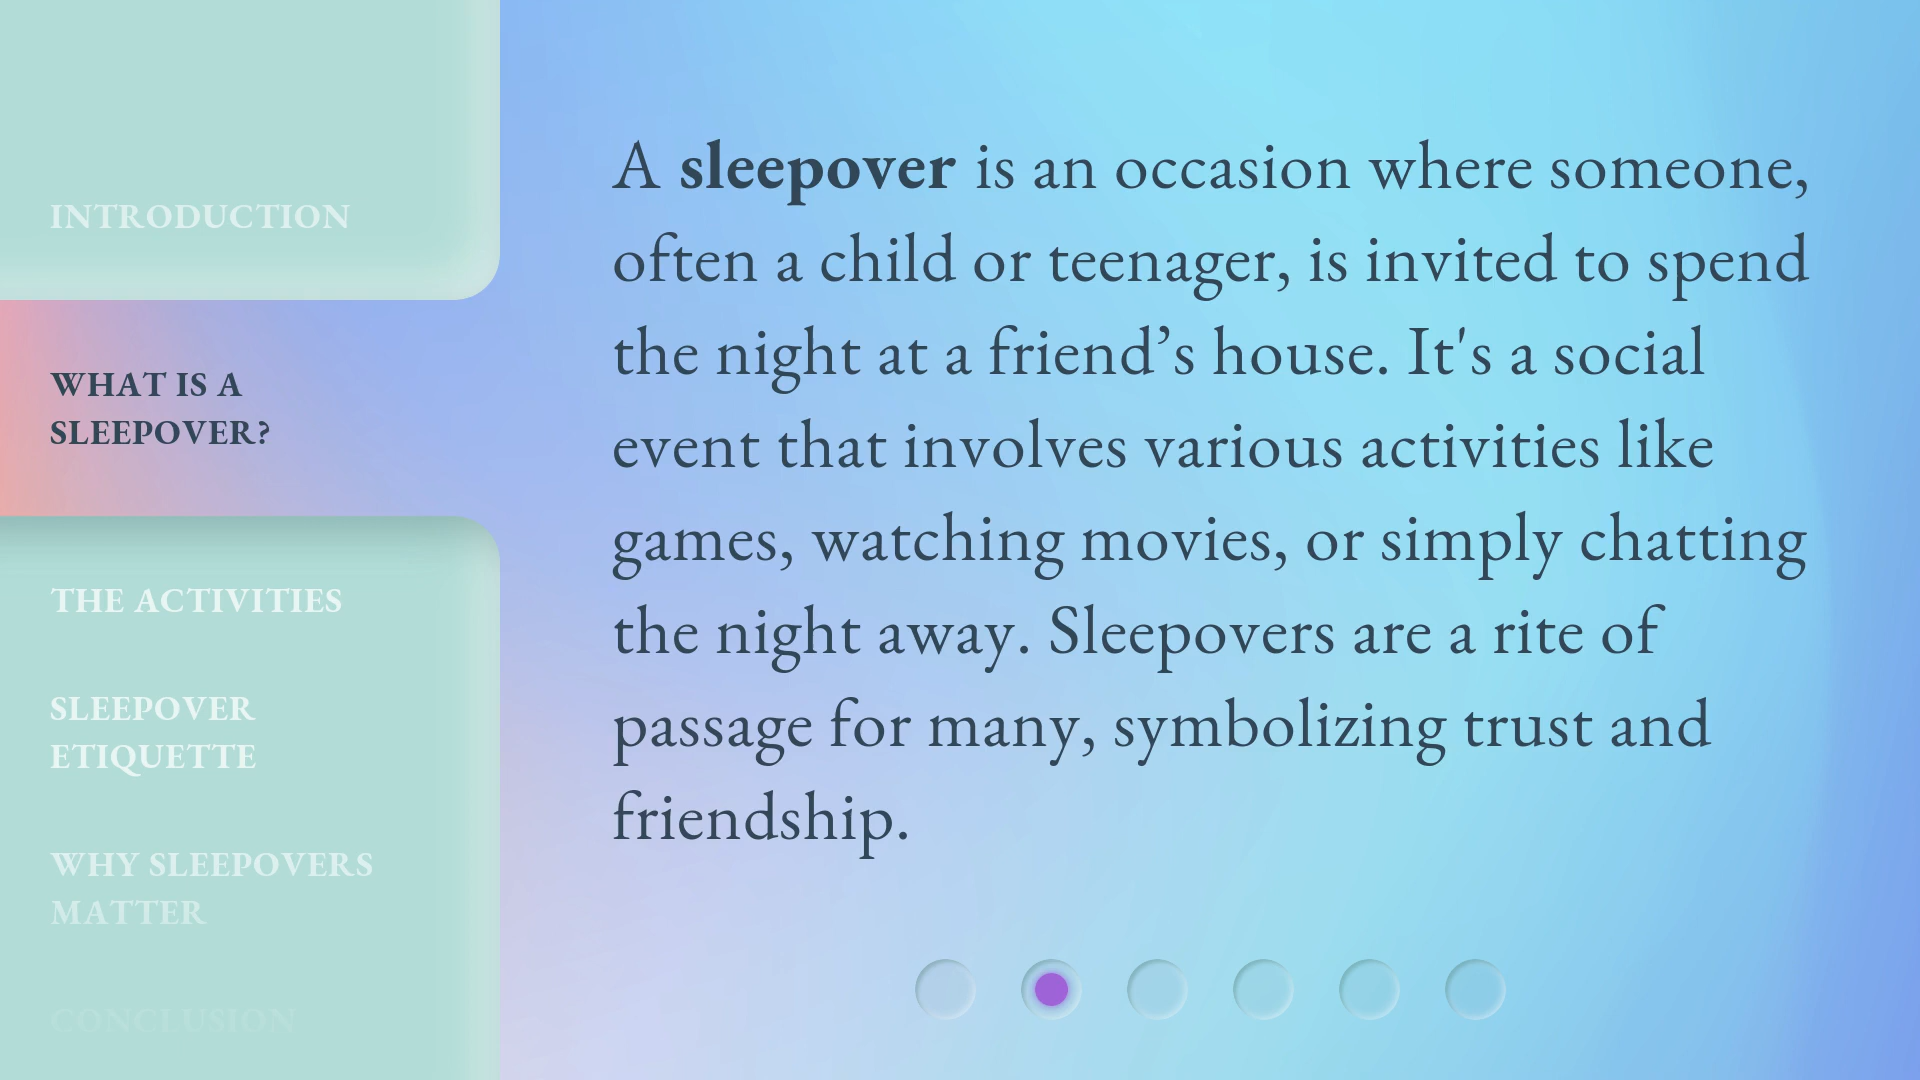 INTRODUCTION
WHAT IS A
SLEEPOVER?
THE ACTIVITIES
SLEEPOVER
ETIQUETTE
WHY SLEEPOVERS
MATTER
CONCLUSION
A sleepover is an occasion where someone,
often a child or teenager, is invited to spend
the night at a friend’s house. It's a social
event that involves various activities like
games, watching movies, or simply chatting
the night away. Sleepovers are a rite of
passage for many, symbolizing trust and
friendship.